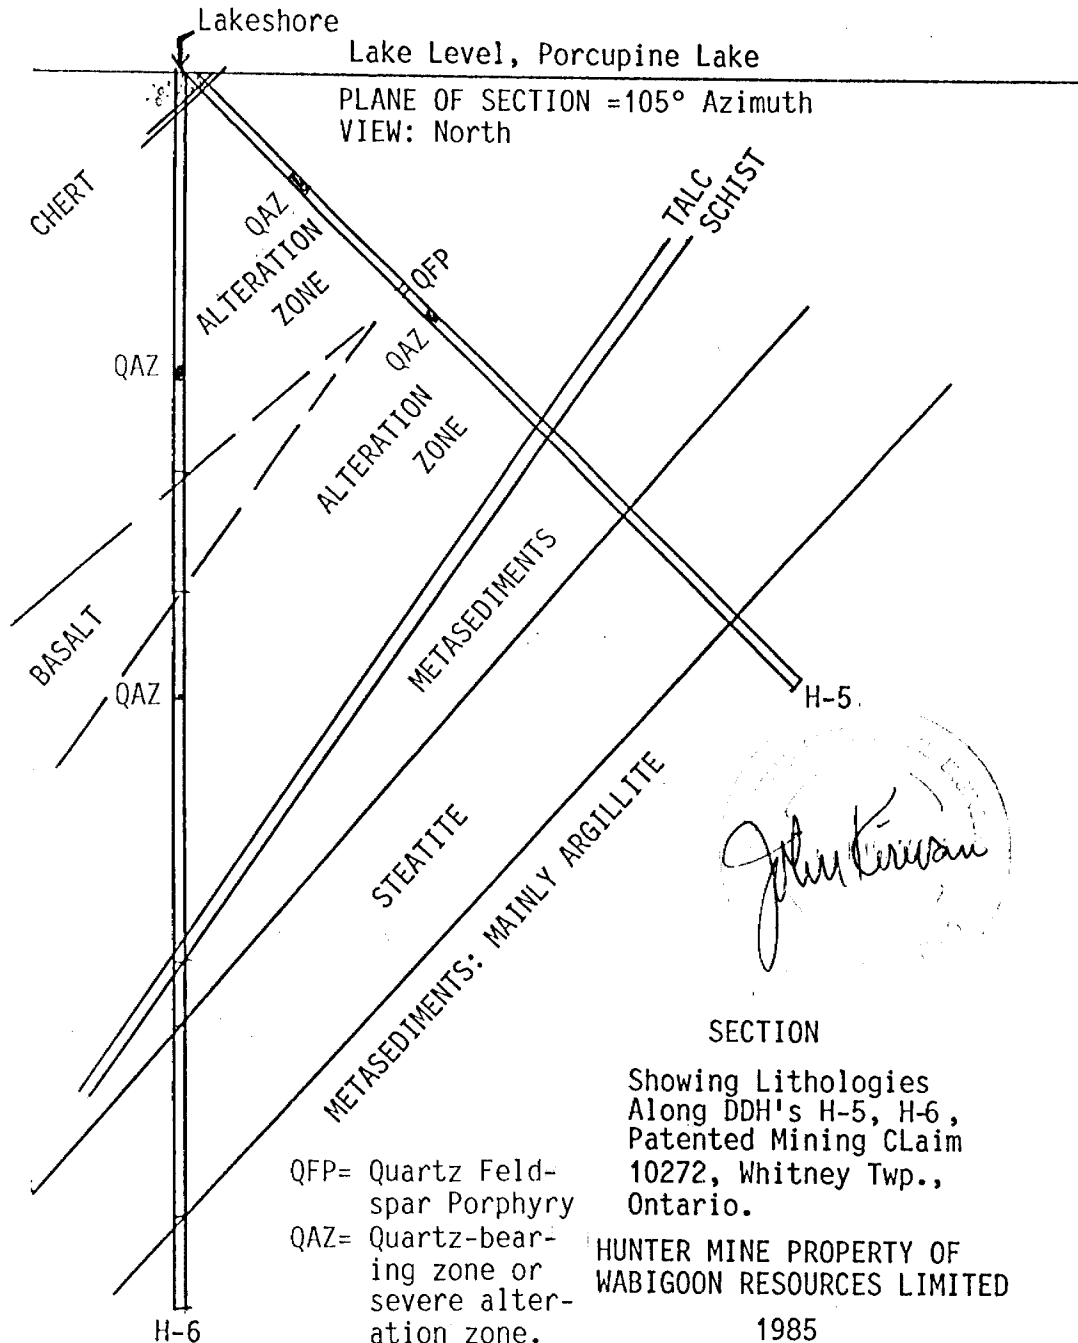 Lakeshore
Lake Level, Porcupine Lake
PLANE OF SECTION =105° Azimuth
VIEW: North
CHERT
TALC
SCHIST
QAZ
ALTERATION
ZONE
QFP
QAZ
QAZ
ALTERATION
ZONE
BASALT
QAZ
METASEDIMENTS
H-5
STEATITE
METASEDIMENTS: MAINLY ARGILLITE
John Kirwan
SECTION
Showing Lithologies
Along DDH's H-5, H-6,
Patented Mining CLaim
10272, Whitney Twp.,
Ontario.
QFP= Quartz Feld-
spar Porphyry
QAZ= Quartz-bear-
ing zone or
severe alter-
ation zone.
HUNTER MINE PROPERTY OF
WABIGOON RESOURCES LIMITED
1985
H-6